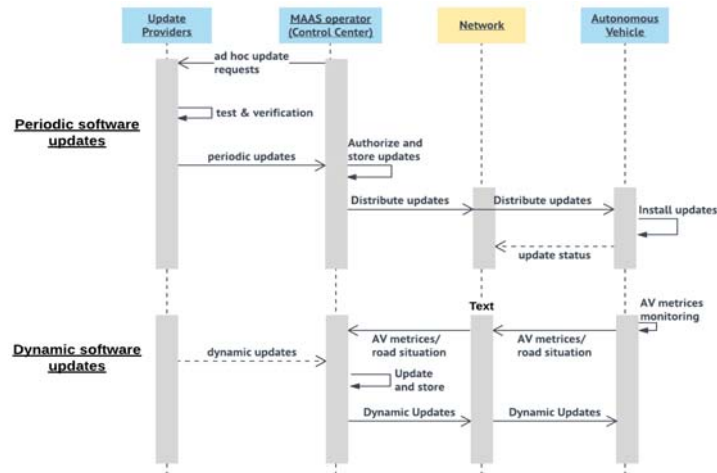 Update
Providers
MAAS operator
(Control Center)
Network
Autonomous
Vehicle
ad hoc update
requests
Periodic software
updates
test & verification
periodic updates
Authorize and
store updates
Distribute updates
Distribute updates
Install updates
update status
Text
AV metrices
monitoring
Dynamic software
updates
dynamic updates
AV metrices/
road situation
AV metrices/
road situation
Update
and store
Dynamic Updates
Dynamic Updates